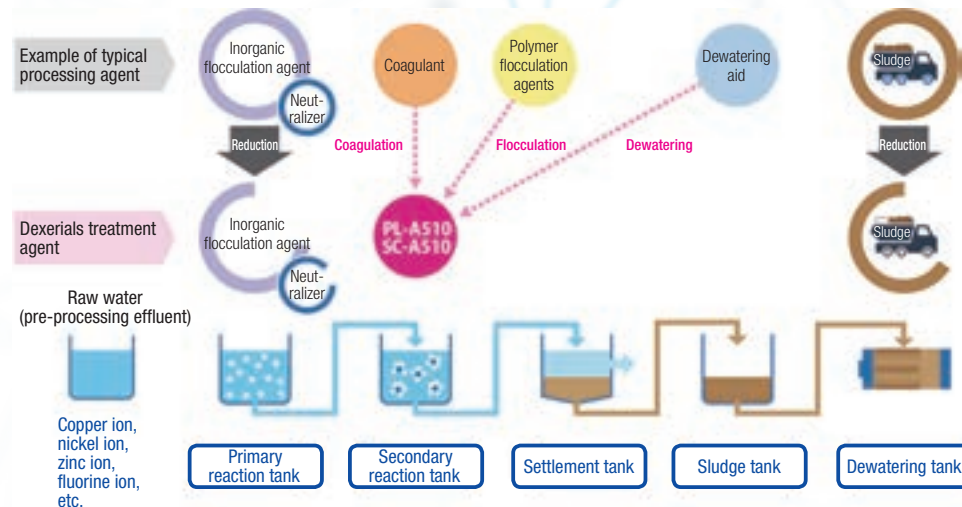 Example of typical
processing agent
Inorganic
flocculation agent
Neut-
ralizer
Coagulant
Polymer
flocculation
agents
Dewatering
aid
Sludge
Reduction
Coagulation
Flocculation
Dewatering
Reduction
Dexerials treatment
agent
Inorganic
flocculation agent
Neut-
ralizer
PL-A510
SC-A510
Sludge
Raw water
(pre-processing effluent)
Copper ion,
nickel ion,
zinc ion,
fluorine ion,
etc.
Primary
reaction tank
Secondary
reaction tank
Settlement tank
Sludge tank
Dewatering tank